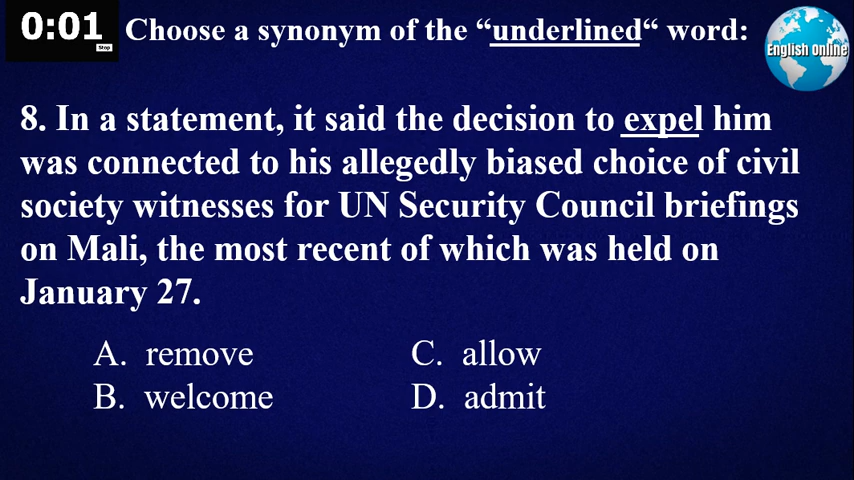 0:01
Stop
Choose a synonym of the “underlined“ word:
English Online
8. In a statement, it said the decision to expel him
was connected to his allegedly biased choice of civil
society witnesses for UN Security Council briefings
on Mali, the most recent of which was held on
January 27.
A. remove
B. welcome
C. allow
D. admit